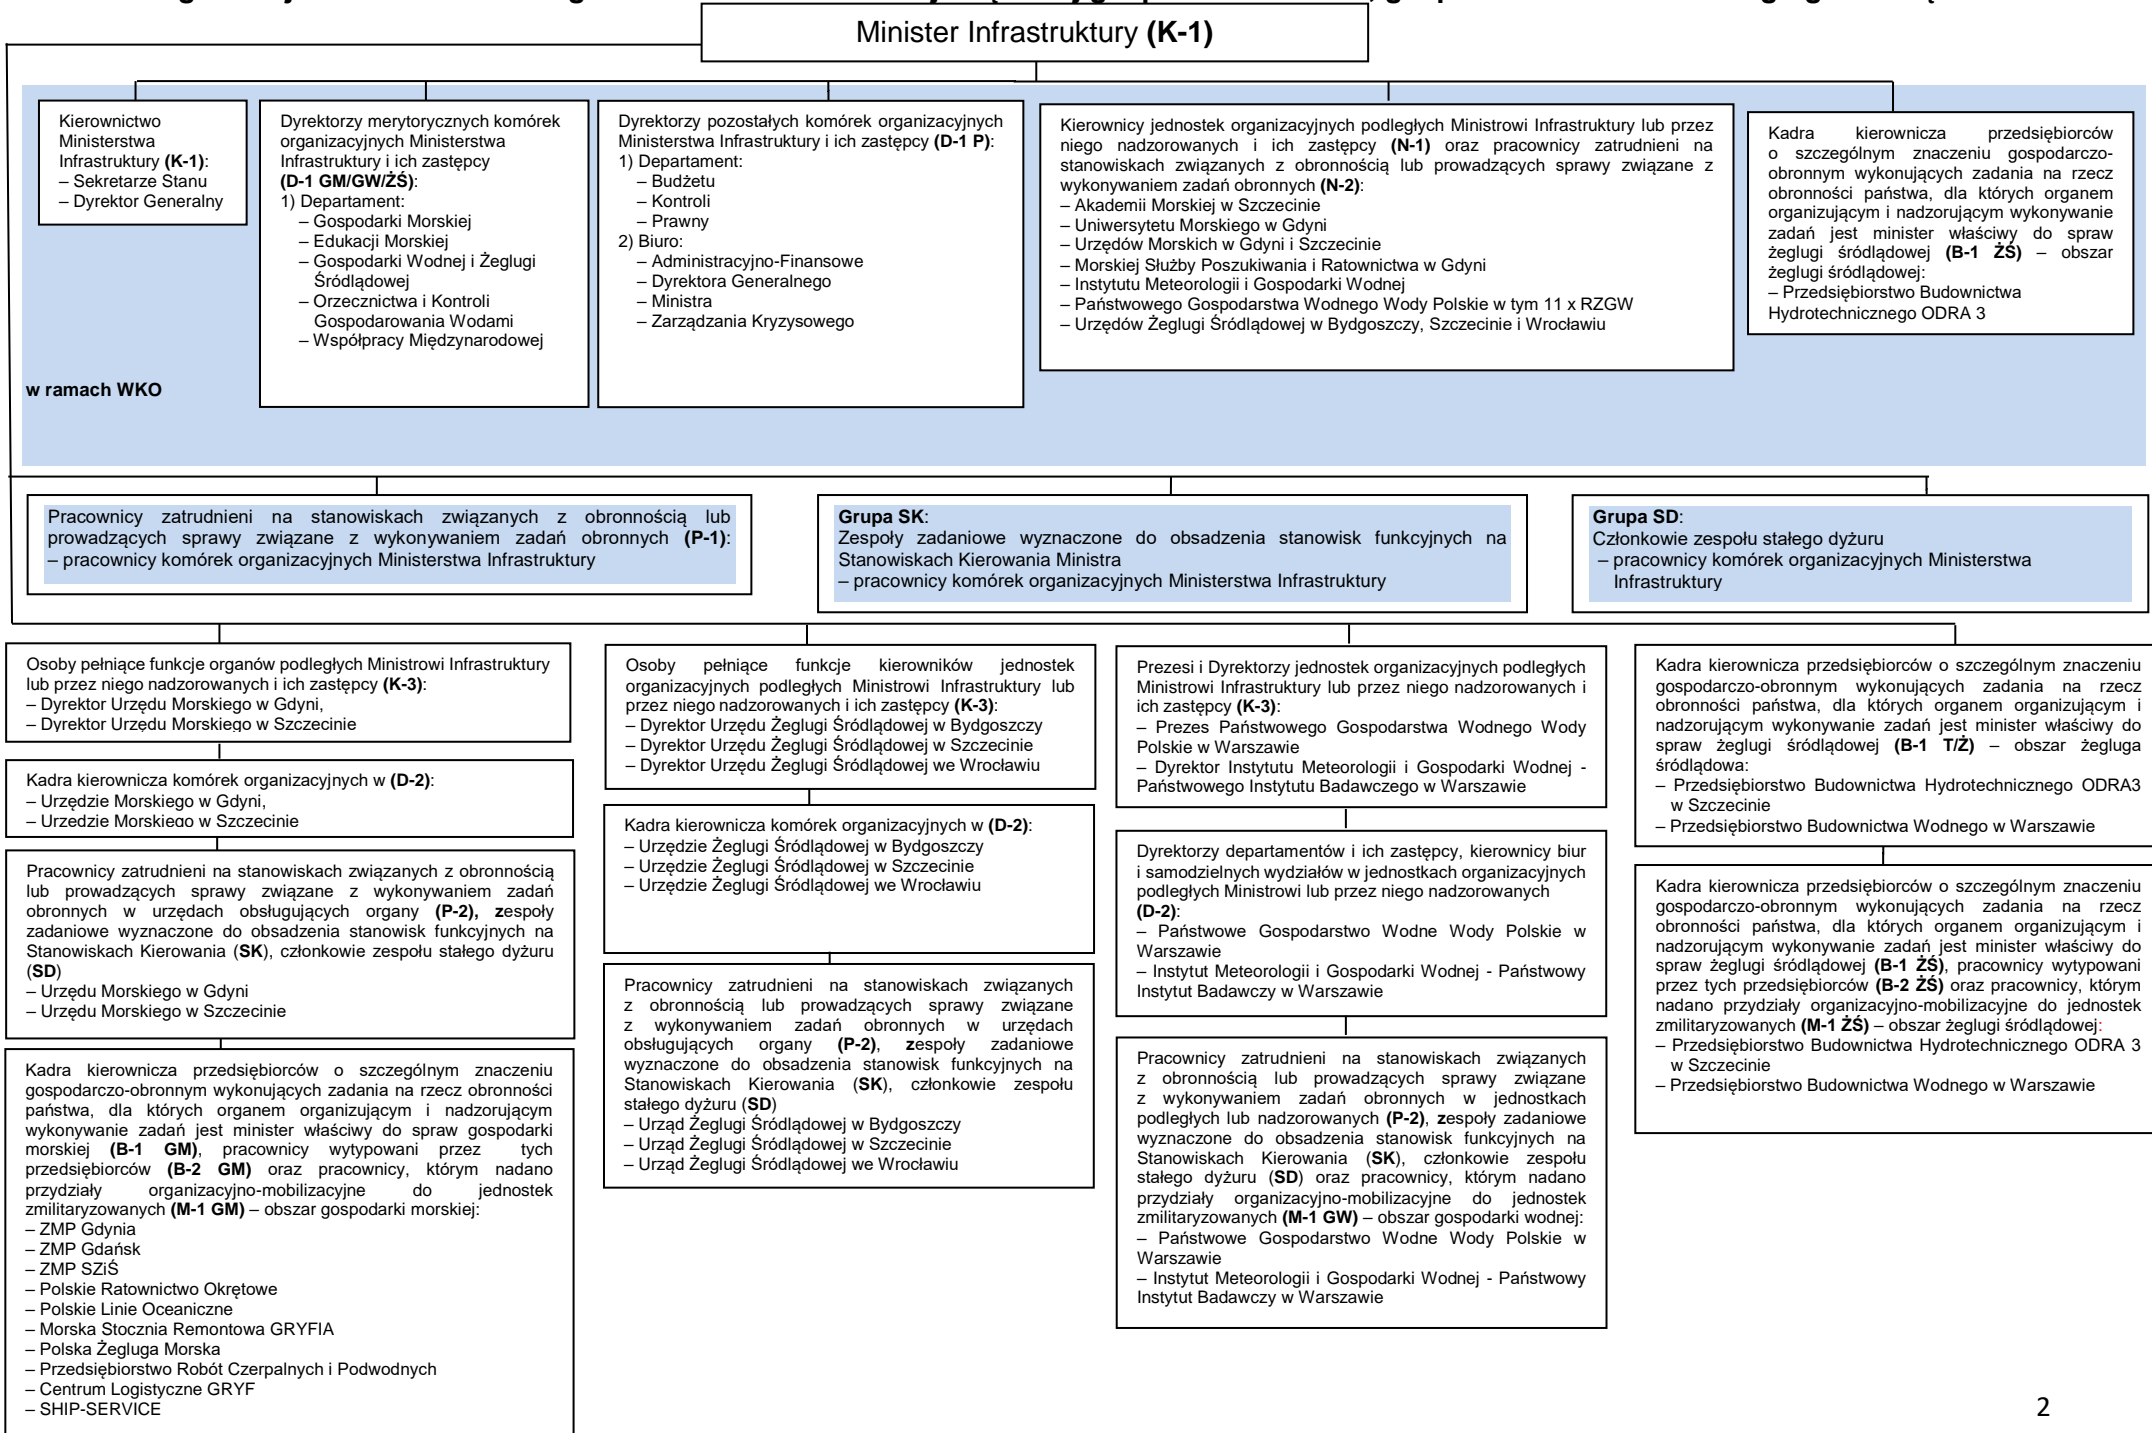 Minister Infrastruktury (K-1)
Kierownictwo
Ministerstwa
Infrastruktury (K-1):
– Sekretarze Stanu
– Dyrektor Generalny
Dyrektorzy merytorycznych komórek
organizacyjnych Ministerstwa
Infrastruktury i ich zastępcy
(D-1 GM/GW/ŻŚ):
1) Departament:
– Gospodarki Morskiej
– Edukacji Morskiej
– Gospodarki Wodnej i Żeglugi
Śródlądowej
– Orzecznictwa i Kontroli
Gospodarowania Wodami
– Współpracy Międzynarodowej
Dyrektorzy pozostałych komórek organizacyjnych
Ministerstwa Infrastruktury i ich zastępcy (D-1 P):
1) Departament:
– Budżetu
– Kontroli
– Prawny
2) Biuro:
– Administracyjno-Finansowe
– Dyrektora Generalnego
– Ministra
– Zarządzania Kryzysowego
Kierownicy jednostek organizacyjnych podległych Ministrowi Infrastruktury lub przez
niego nadzorowanych i ich zastępcy (N-1) oraz pracownicy zatrudnieni na
stanowiskach związanych z obronnością lub prowadzących sprawy związane z
wykonywaniem zadań obronnych (N-2):
– Akademii Morskiej w Szczecinie
– Uniwersytetu Morskiego w Gdyni
– Urzędów Morskich w Gdyni i Szczecinie
– Morskiej Służby Poszukiwania i Ratownictwa w Gdyni
– Instytutu Meteorologii i Gospodarki Wodnej
– Państwowego Gospodarstwa Wodnego Wody Polskie w tym 11 x RZGW
– Urzędów Żeglugi Śródlądowej w Bydgoszczy, Szczecinie i Wrocławiu
Kadra kierownicza przedsiębiorców
o szczególnym znaczeniu gospodarczo-
obronnym wykonujących zadania na rzecz
obronności państwa, dla których organem
organizującym i nadzorującym wykonywanie
zadań jest minister właściwy do spraw
żeglugi śródlądowej (B-1 ŻŚ) – obszar
żeglugi śródlądowej:
– Przedsiębiorstwo Budownictwa
Hydrotechnicznego ODRA 3
w ramach WKO
Pracownicy zatrudnieni na stanowiskach związanych z obronnością lub
prowadzących sprawy związane z wykonywaniem zadań obronnych (P-1):
– pracownicy komórek organizacyjnych Ministerstwa Infrastruktury
Grupa SK:
Zespoły zadaniowe wyznaczone do obsadzenia stanowisk funkcyjnych na
Stanowiskach Kierowania Ministra
– pracownicy komórek organizacyjnych Ministerstwa Infrastruktury
Grupa SD:
Członkowie zespołu stałego dyżuru
– pracownicy komórek organizacyjnych Ministerstwa
Infrastruktury
Osoby pełniące funkcje organów podległych Ministrowi Infrastruktury
lub przez niego nadzorowanych i ich zastępcy (K-3):
– Dyrektor Urzędu Morskiego w Gdyni,
– Dyrektor Urzędu Morskiego w Szczecinie
Kadra kierownicza komórek organizacyjnych w (D-2):
– Urzędzie Morskiego w Gdyni,
– Urzędzie Morskiego w Szczecinie
Pracownicy zatrudnieni na stanowiskach związanych z obronnością
lub prowadzących sprawy związane z wykonywaniem zadań
obronnych w urzędach obsługujących organy (P-2), zespoły
zadaniowe wyznaczone do obsadzenia stanowisk funkcyjnych na
Stanowiskach Kierowania (SK), członkowie zespołu stałego dyżuru
(SD)
– Urzędu Morskiego w Gdyni
– Urzędu Morskiego w Szczecinie
Kadra kierownicza przedsiębiorców o szczególnym znaczeniu
gospodarczo-obronnym wykonujących zadania na rzecz obronności
państwa, dla których organem organizującym i nadzorującym
wykonywanie zadań jest minister właściwy do spraw gospodarki
morskiej (B-1 GM), pracownicy wytypowani przez tych
przedsiębiorców (B-2 GM) oraz pracownicy, którym nadano
przydziały organizacyjno-mobilizacyjne do jednostek
zmilitaryzowanych (M-1 GM) – obszar gospodarki morskiej:
– ZMP Gdynia
– ZMP Gdańsk
– ZMP SZiŚ
– Polskie Ratownictwo Okrętowe
– Polskie Linie Oceaniczne
– Morska Stocznia Remontowa GRYFIA
– Polska Żegluga Morska
– Przedsiębiorstwo Robót Czerpalnych i Podwodnych
– Centrum Logistyczne GRYF
– SHIP-SERVICE
Osoby pełniące funkcje kierowników jednostek
organizacyjnych podległych Ministrowi Infrastruktury lub
przez niego nadzorowanych i ich zastępcy (K-3):
– Dyrektor Urzędu Żeglugi Śródlądowej w Bydgoszczy
– Dyrektor Urzędu Żeglugi Śródlądowej w Szczecinie
– Dyrektor Urzędu Żeglugi Śródlądowej we Wrocławiu
Kadra kierownicza komórek organizacyjnych w (D-2):
– Urzędzie Żeglugi Śródlądowej w Bydgoszczy
– Urzędzie Żeglugi Śródlądowej w Szczecinie
– Urzędzie Żeglugi Śródlądowej we Wrocławiu
Pracownicy zatrudnieni na stanowiskach związanych
z obronnością lub prowadzących sprawy związane
z wykonywaniem zadań obronnych w urzędach
obsługujących organy (P-2), zespoły zadaniowe
wyznaczone do obsadzenia stanowisk funkcyjnych na
Stanowiskach Kierowania (SK), członkowie zespołu
stałego dyżuru (SD)
– Urząd Żeglugi Śródlądowej w Bydgoszczy
– Urząd Żeglugi Śródlądowej w Szczecinie
– Urząd Żeglugi Śródlądowej we Wrocławiu
Prezesi i Dyrektorzy jednostek organizacyjnych podległych
Ministrowi Infrastruktury lub przez niego nadzorowanych i
ich zastępcy (K-3):
– Prezes Państwowego Gospodarstwa Wodnego Wody
Polskie w Warszawie
– Dyrektor Instytutu Meteorologii i Gospodarki Wodnej -
Państwowego Instytutu Badawczego w Warszawie
Dyrektorzy departamentów i ich zastępcy, kierownicy biur
i samodzielnych wydziałów w jednostkach organizacyjnych
podległych Ministrowi lub przez niego nadzorowanych
(D-2):
– Państwowe Gospodarstwo Wodne Wody Polskie w
Warszawie
– Instytut Meteorologii i Gospodarki Wodnej - Państwowy
Instytut Badawczy w Warszawie
Pracownicy zatrudnieni na stanowiskach związanych
z obronnością lub prowadzących sprawy związane
z wykonywaniem zadań obronnych w jednostkach
podległych lub nadzorowanych (P-2), zespoły zadaniowe
wyznaczone do obsadzenia stanowisk funkcyjnych na
Stanowiskach Kierowania (SK), członkowie zespołu
stałego dyżuru (SD) oraz pracownicy, którym nadano
przydziały organizacyjno-mobilizacyjne do jednostek
zmilitaryzowanych (M-1 GW) – obszar gospodarki wodnej:
– Państwowe Gospodarstwo Wodne Wody Polskie w
Warszawie
– Instytut Meteorologii i Gospodarki Wodnej - Państwowy
Instytut Badawczy w Warszawie
Kadra kierownicza przedsiębiorców o szczególnym znaczeniu
gospodarczo-obronnym wykonujących zadania na rzecz
obronności państwa, dla których organem organizującym i
nadzorującym wykonywanie zadań jest minister właściwy do
spraw żeglugi śródlądowej (B-1 T/Ż) – obszar żegluga
śródlądowa:
– Przedsiębiorstwo Budownictwa Hydrotechnicznego ODRA3
w Szczecinie
– Przedsiębiorstwo Budownictwa Wodnego w Warszawie
Kadra kierownicza przedsiębiorców o szczególnym znaczeniu
gospodarczo-obronnym wykonujących zadania na rzecz
obronności państwa, dla których organem organizującym i
nadzorującym wykonywanie zadań jest minister właściwy do
spraw żeglugi śródlądowej (B-1 ŻŚ), pracownicy wytypowani
przez tych przedsiębiorców (B-2 ŻŚ) oraz pracownicy, którym
nadano przydziały organizacyjno-mobilizacyjne do jednostek
zmilitaryzowanych (M-1 ŻŚ) – obszar żeglugi śródlądowej:
– Przedsiębiorstwo Budownictwa Hydrotechnicznego ODRA 3
w Szczecinie
– Przedsiębiorstwo Budownictwa Wodnego w Warszawie
2